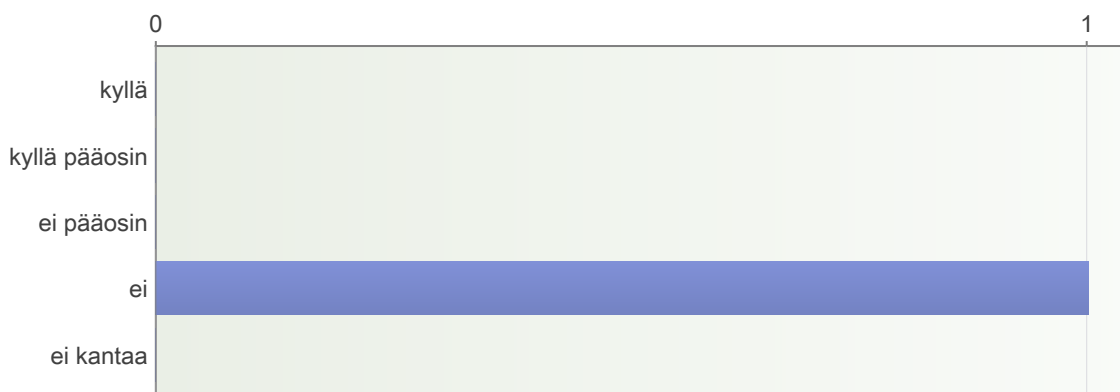 0 1
kyllä
kyllä pääosin
ei pääosin
ei
ei kantaa